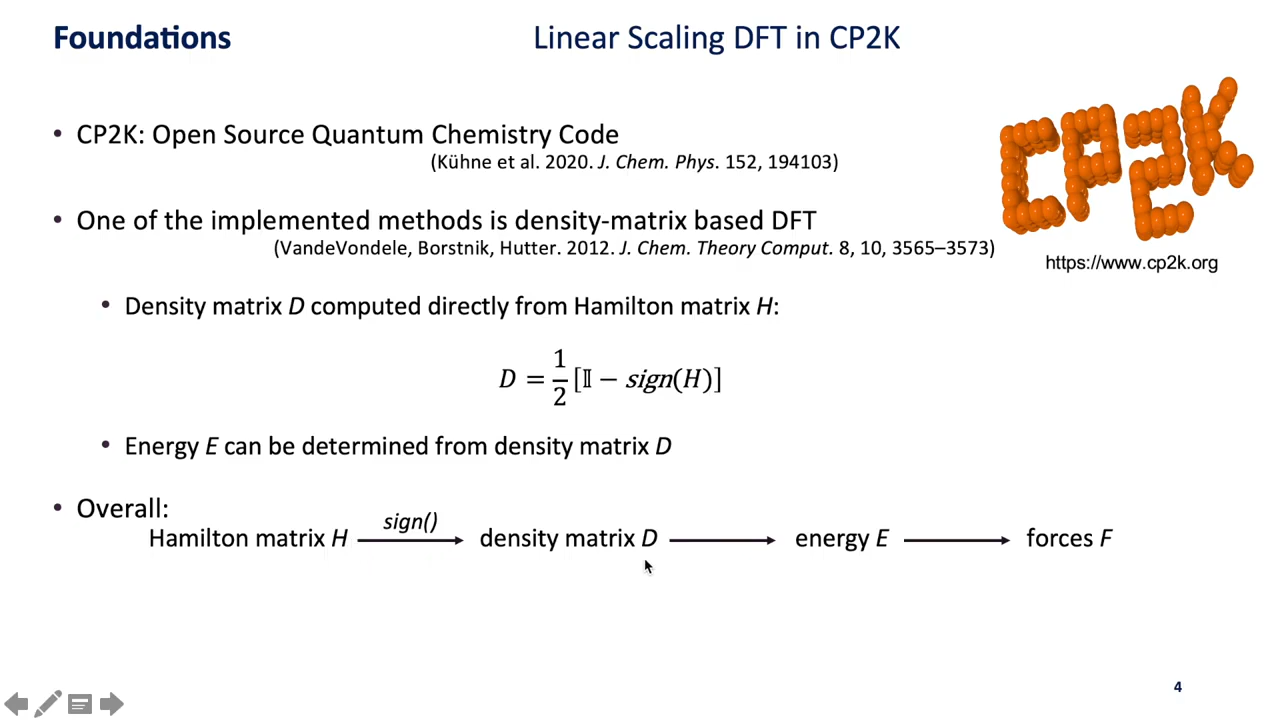 Foundations
Linear Scaling DFT in CP2K
• CP2K: Open Source Quantum Chemistry Code
(Kühne et al. 2020. J. Chem. Phys. 152, 194103)
• One of the implemented methods is density-matrix based DFT
(VandeVondele, Borstnik, Hutter. 2012. J. Chem. Theory Comput. 8, 10, 3565–3573)
CP2K
https://www.cp2k.org
• Density matrix D computed directly from Hamilton matrix H:
D = 1/2 [𝕀 − sign(H)]
• Energy E can be determined from density matrix D
• Overall:
sign()
Hamilton matrix H → density matrix D → energy E → forces F
4